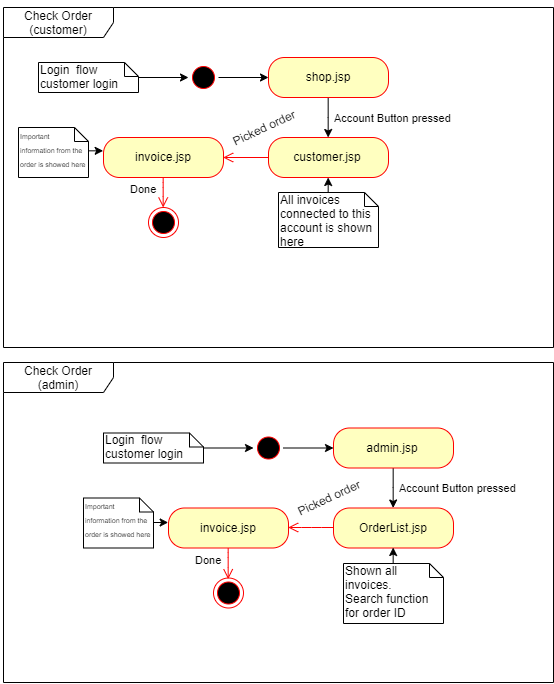 Check Order
(customer)
Login  flow
customer login
shop.jsp
Account Button pressed
Picked order
Important
information from the
order is showed here
invoice.jsp
customer.jsp
Done
All invoices
connected to this
account is shown
here
Check Order
(admin)
Login  flow
customer login
admin.jsp
Account Button pressed
Picked order
Important
information from the
order is showed here
invoice.jsp
OrderList.jsp
Done
Shown all
invoices.
Search function
for order ID